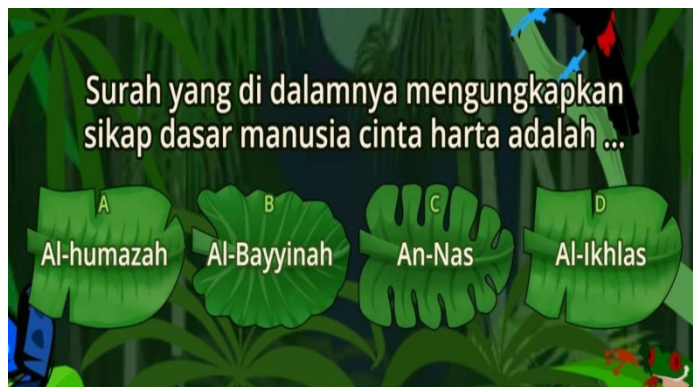 Surah yang di dalamnya mengungkapkan
sikap dasar manusia cinta harta adalah ...
A
Al-humazah
B
Al-Bayyinah
C
An-Nas
D
Al-Ikhlas